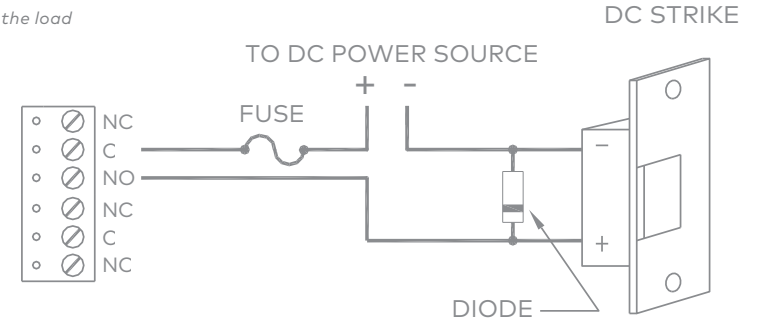 the load
DC STRIKE
TO DC POWER SOURCE
+ -
FUSE
NC
C
NO
NC
C
NC
-
+
DIODE